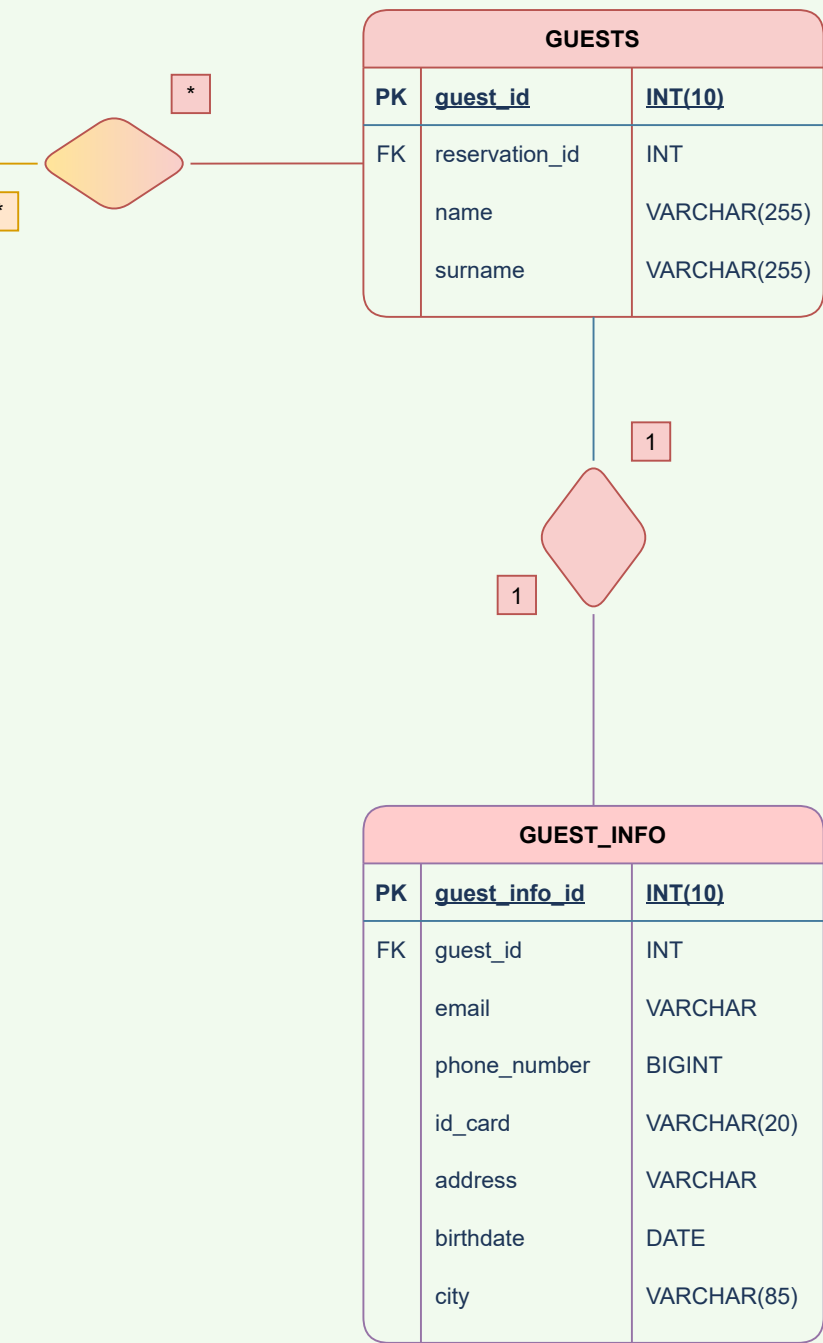 GUESTS
*
PK guest_id INT(10)
FK reservation_id INT
*
name VARCHAR(255)
surname VARCHAR(255)
1
1
GUEST_INFO
PK guest_info_id INT(10)
FK guest_id INT
email VARCHAR
phone_number BIGINT
id_card VARCHAR(20)
address VARCHAR
birthdate DATE
city VARCHAR(85)